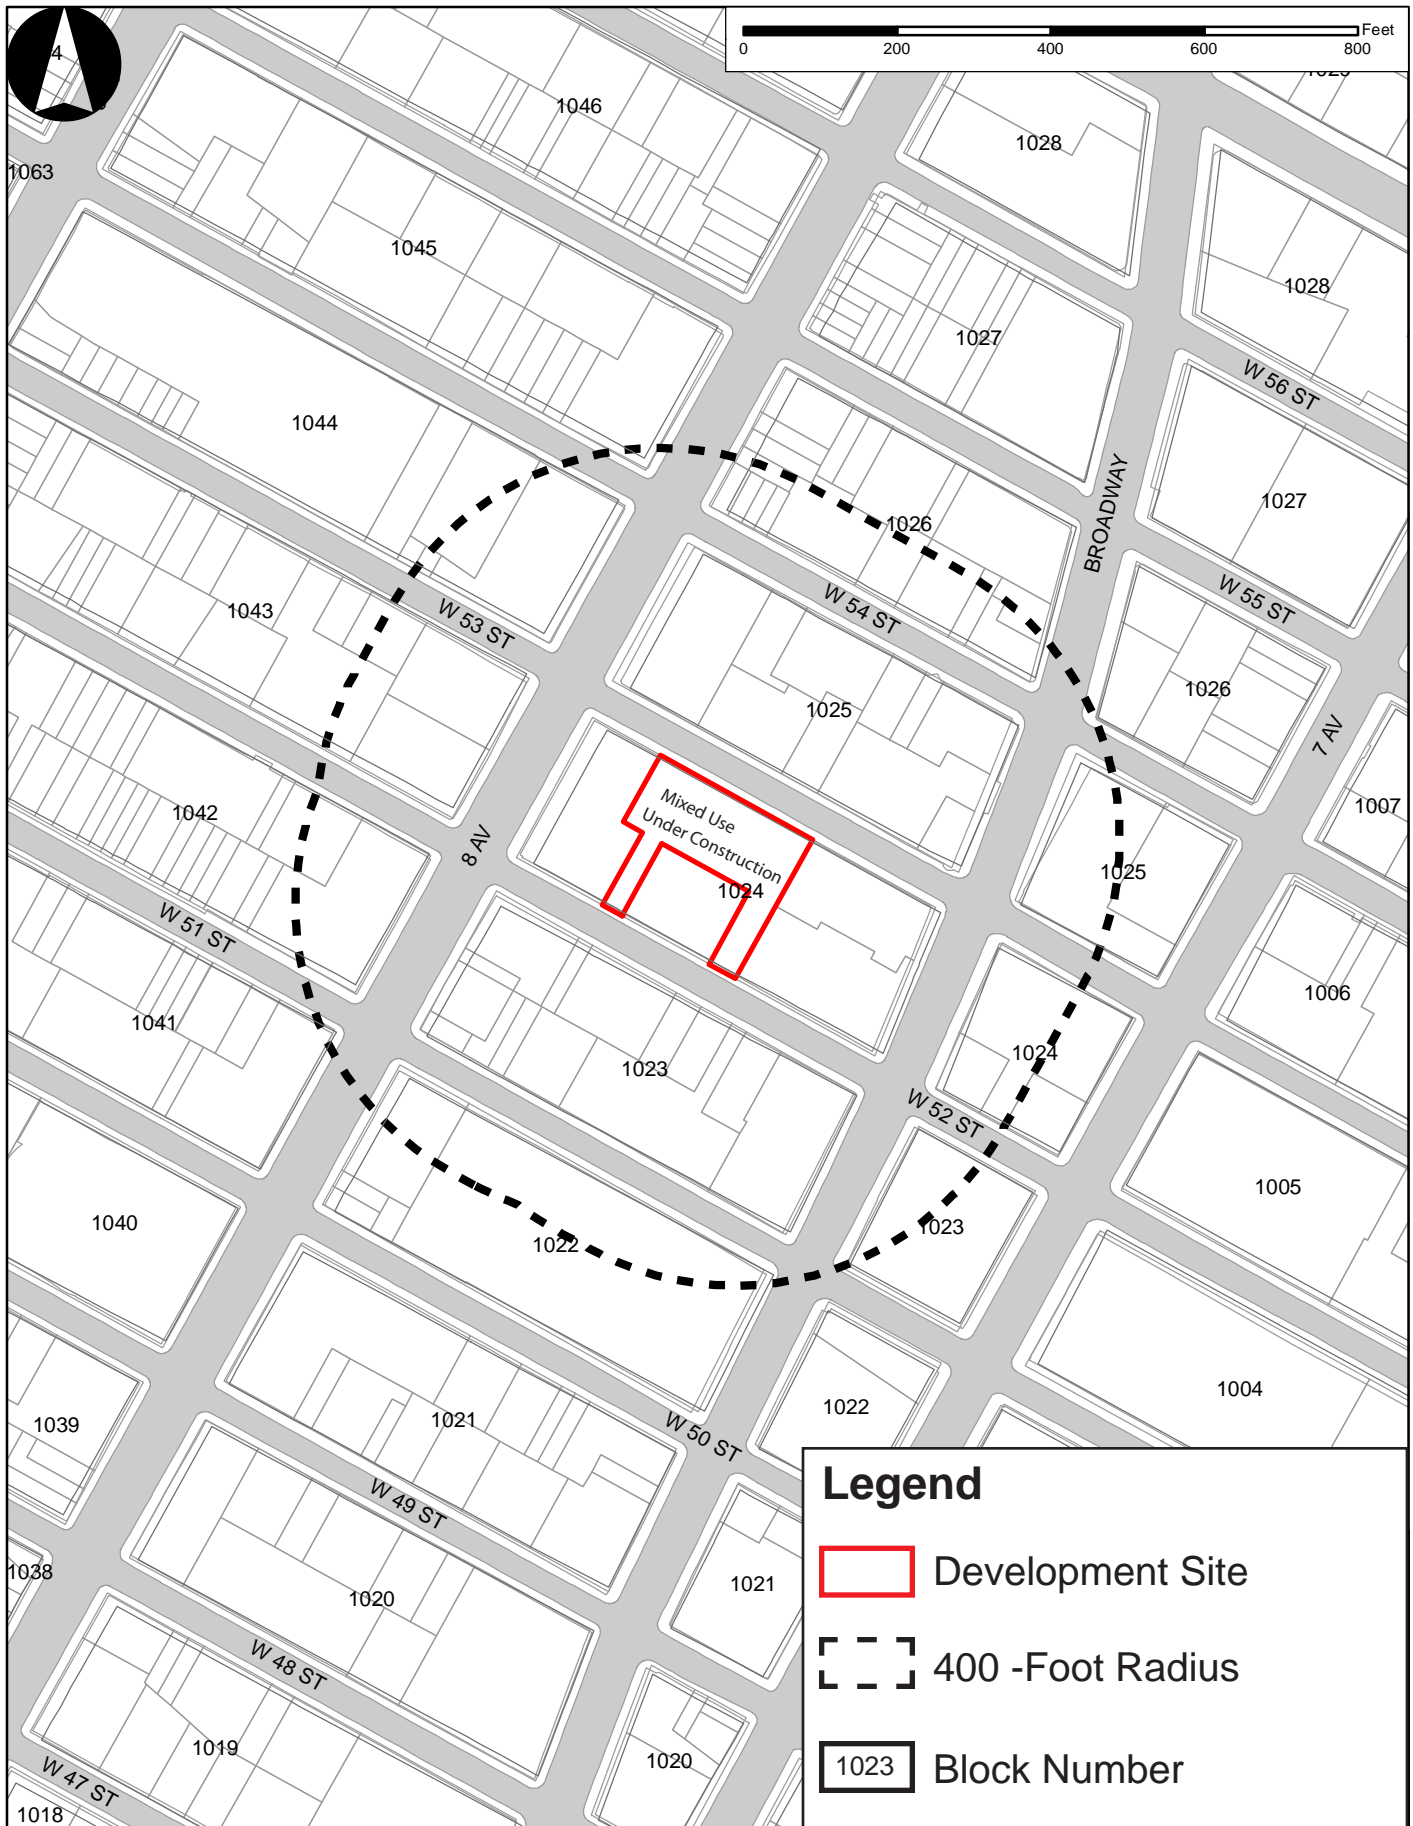 Feet
0 200 400 600 800
1046
1028
1063
1045
1028
1027
W 56 ST
1044
BROADWAY
1027
1026
W 54 ST
W 55 ST
1043
W 53 ST
1026
1025
7 AV
1007
Mixed Use
Under Construction
1042
8 AV
1025
1024
W 51 ST
1006
1041
1024
1023
W 52 ST
1005
1040
1023
1022
1004
1022
1039
1021
W 50 ST
W 49 ST
1038
1021
1020
W 48 ST
1019
1020
W 47 ST
1018
Legend
Development Site
400 -Foot Radius
1023 Block Number